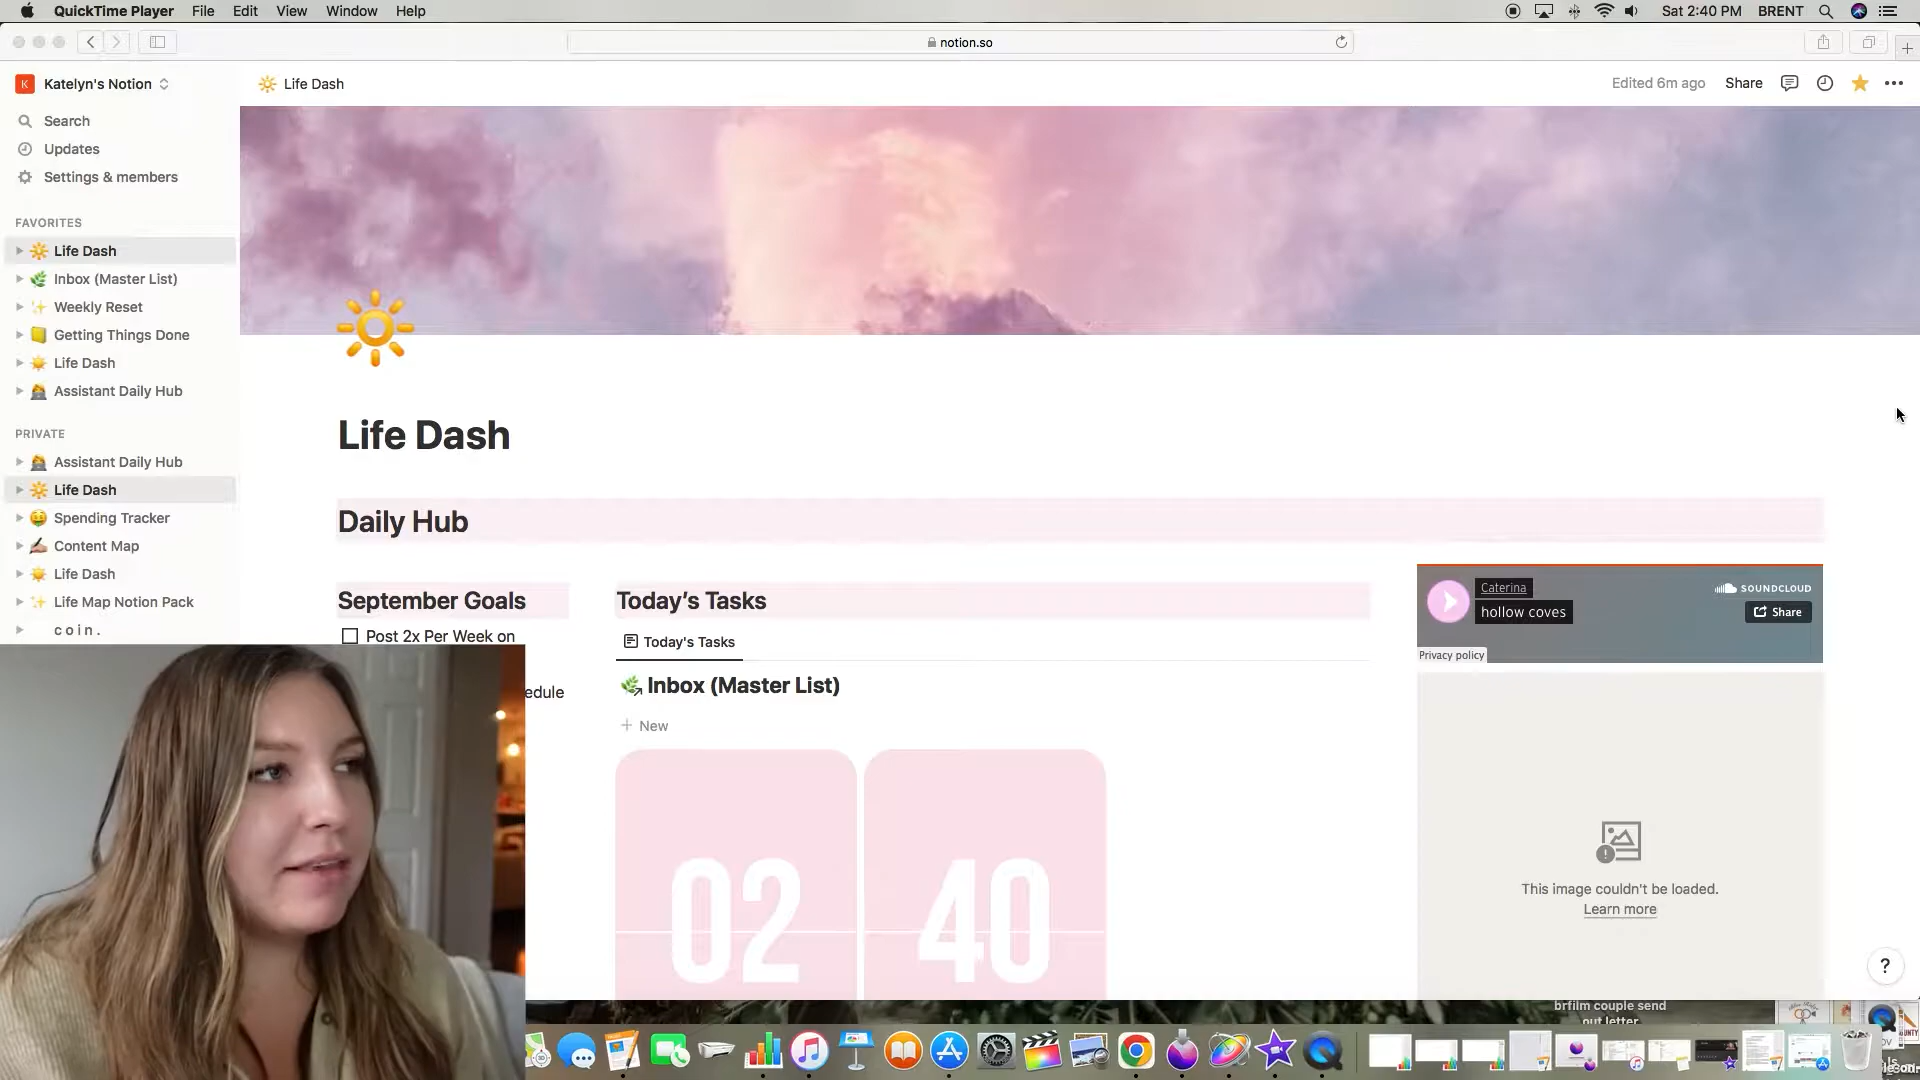 QuickTime Player File Edit View Window Help Sat 2:40 PM BRENT
notion.so
K Katelyn's Notion
Life Dash
Edited 6m ago Share
Search
Updates
Settings & members
FAVORITES
Life Dash
Inbox (Master List)
Weekly Reset
Getting Things Done
Life Dash
Assistant Daily Hub
PRIVATE
Assistant Daily Hub
Life Dash
Spending Tracker
Content Map
Life Dash
Life Map Notion Pack
coin.
Life Dash
Daily Hub
September Goals
Post 2x Per Week on
edule
Today's Tasks
Today's Tasks
Inbox (Master List)
New
02 40
Caterina
hollow coves
SOUNDCLOUD
Share
Privacy policy
This image couldn't be loaded.
Learn more
?
brfilm couple send
out letter